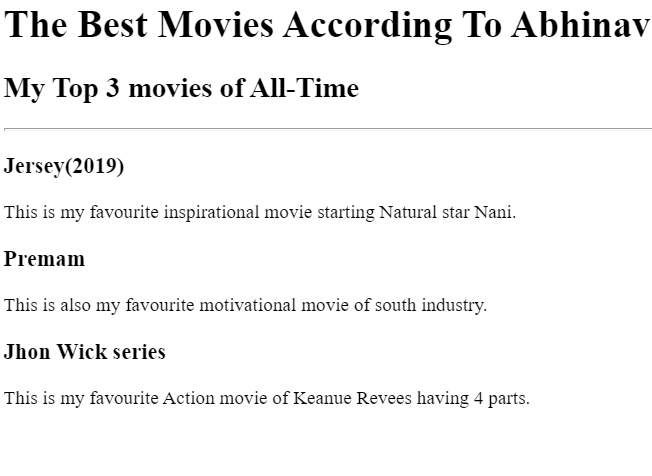 The Best Movies According To Abhinav
My Top 3 movies of All-Time
Jersey(2019)
This is my favourite inspirational movie starting Natural star Nani.
Premam
This is also my favourite motivational movie of south industry.
Jhon Wick series
This is my favourite Action movie of Keanue Revees having 4 parts.